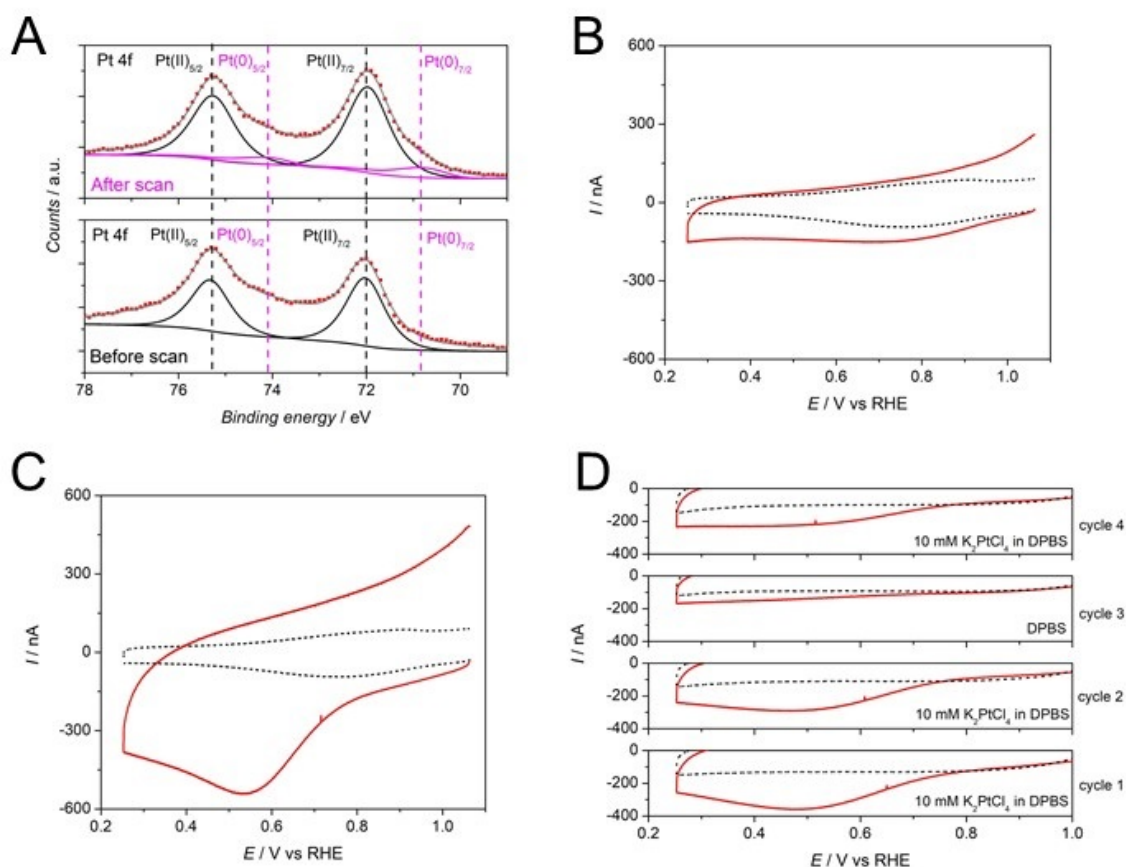 A
Pt 4f
Pt(II)5/2
Pt(0)5/2
Pt(II)7/2
Pt(0)7/2
After scan
Pt 4f
Pt(II)5/2
Pt(0)5/2
Pt(II)7/2
Pt(0)7/2
Before scan
Counts / a.u.
78 76 74 72 70
Binding energy / eV
B
600
300
0
-300
-600
I / nA
0.2 0.4 0.6 0.8 1.0
E / V vs RHE
C
600
300
0
-300
-600
I / nA
0.2 0.4 0.6 0.8 1.0
E / V vs RHE
D
0
-200
-400
10 mM K2PtCl4 in DPBS
cycle 4
0
-200
-400
DPBS
cycle 3
0
-200
-400
10 mM K2PtCl4 in DPBS
cycle 2
0
-100
-200
-300
-400
10 mM K2PtCl4 in DPBS
cycle 1
I / nA
0.2 0.4 0.6 0.8 1.0
E / V vs RHE